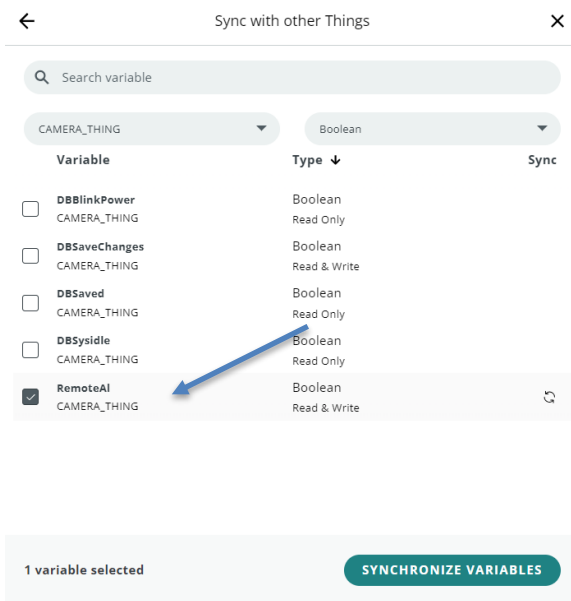 Sync with other Things
Search variable
CAMERA_THING Boolean
Variable Type Sync
DBBlinkPower Boolean
CAMERA_THING Read Only
DBSaveChanges Boolean
CAMERA_THING Read & Write
DBSaved Boolean
CAMERA_THING Read Only
DBSysidle Boolean
CAMERA_THING Read Only
RemoteAl Boolean
CAMERA_THING Read & Write
1 variable selected SYNCHRONIZE VARIABLES